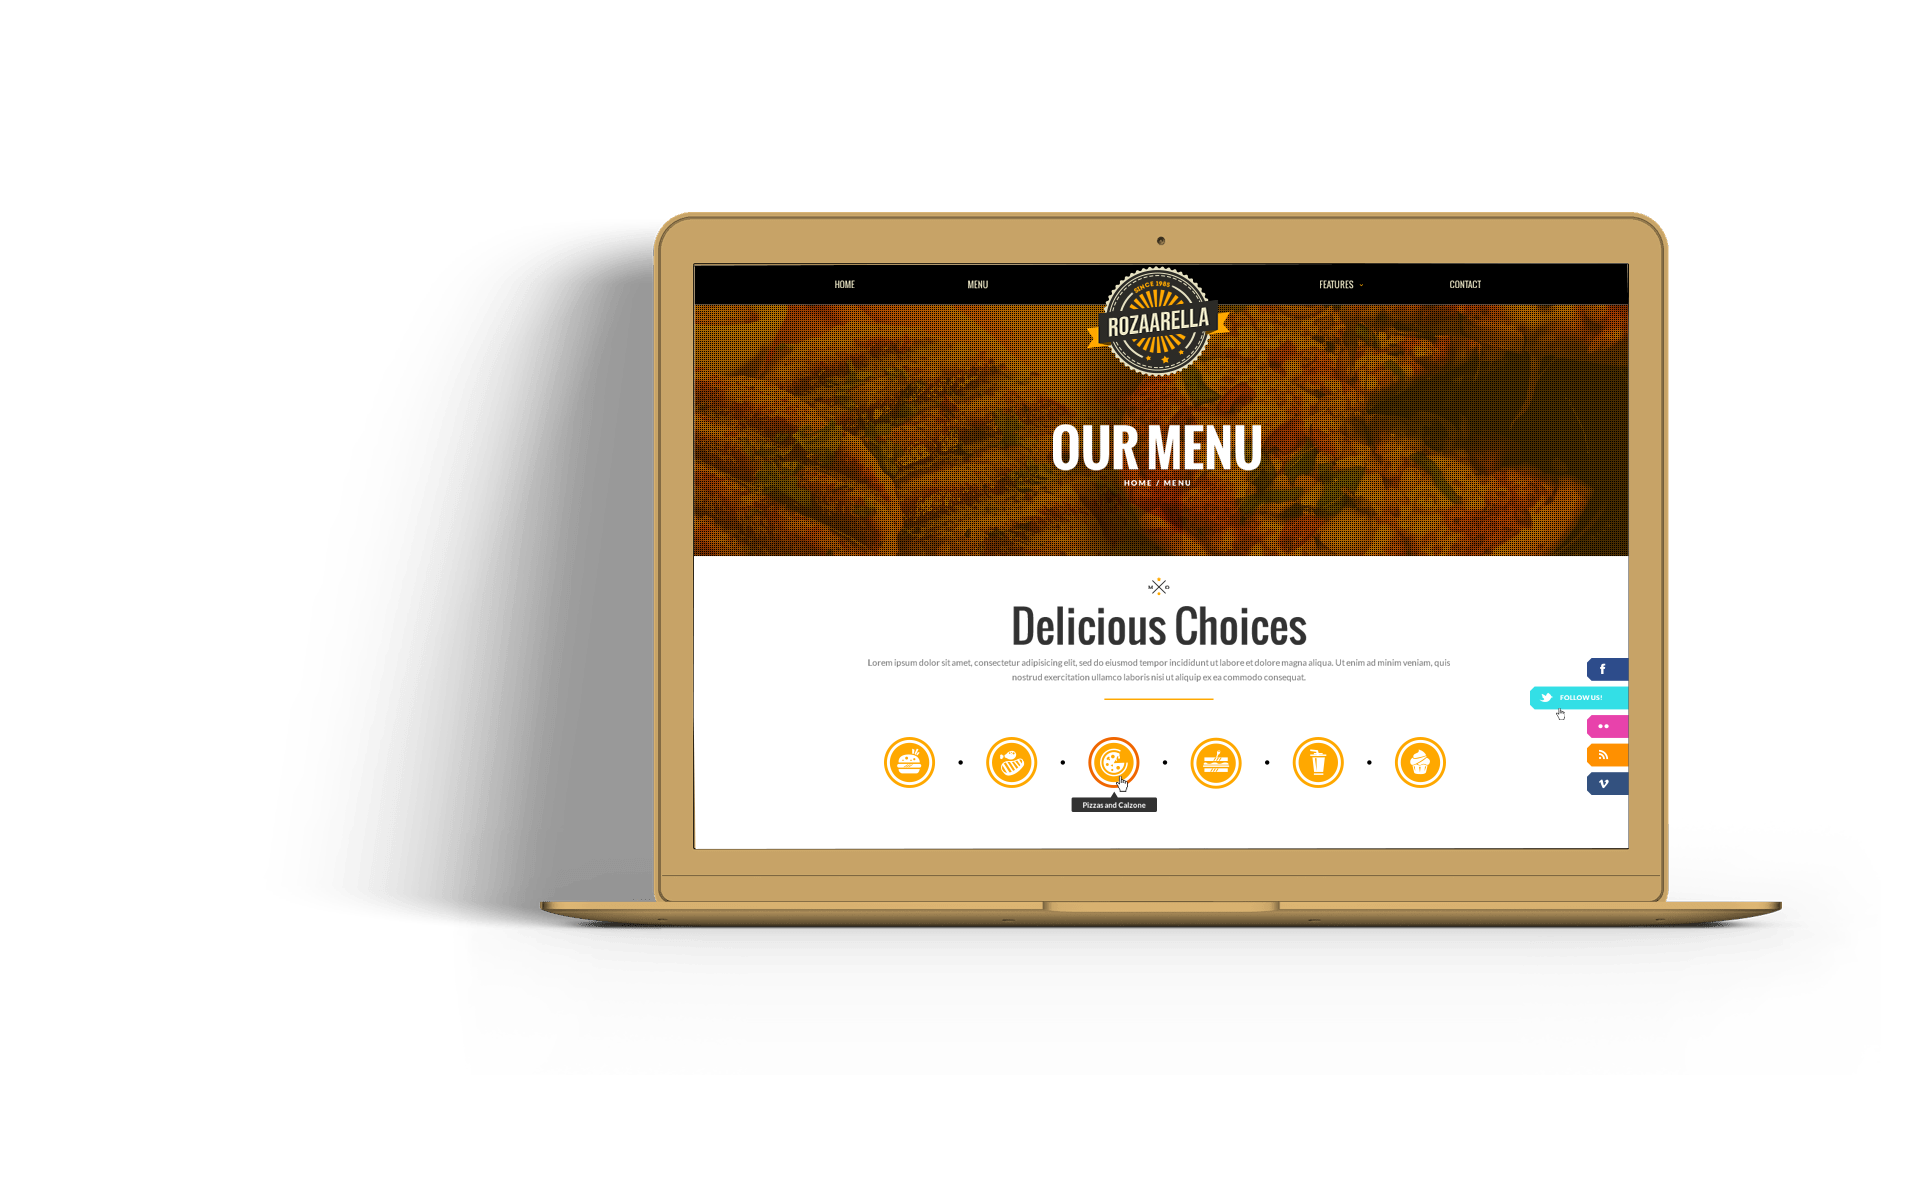 HOME
MENU
SINCE 1985
ROZAARELLA
FEATURES
CONTACT
OUR MENU
HOME / MENU
M
Delicious Choices
Lorem ipsum dolor sit amet, consectetur adipisicing elit, sed do eiusmod tempor incididunt ut labore et dolore magna aliqua. Ut enim ad minim veniam, quis
nostrud exercitation ullamco laboris nisi ut aliquip ex ea commodo consequat.
FOLLOW US!
Pizzas and Calzone